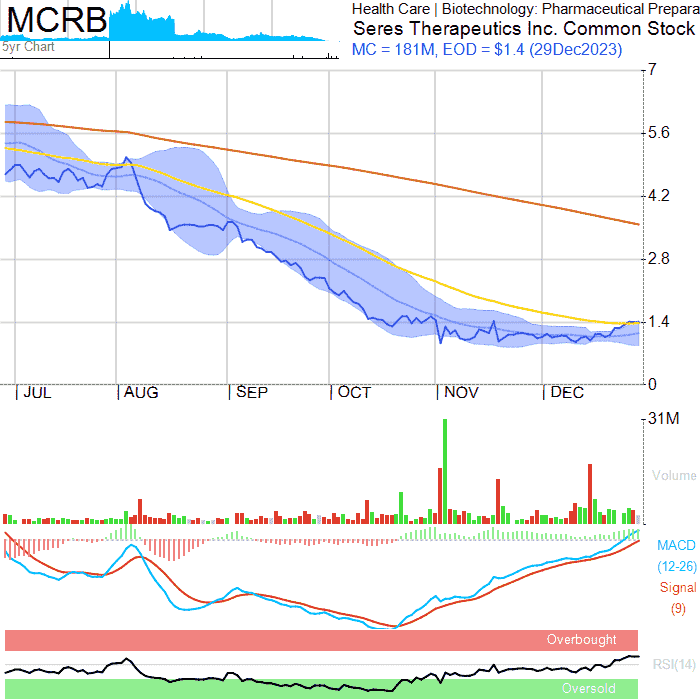 MCRB
5yr Chart
Health Care | Biotechnology: Pharmaceutical Prepara
Seres Therapeutics Inc. Common Stock
MC = 181M, EOD = $1.4 (29Dec2023)
7
5.6
4.2
2.8
1.4
0
JUL AUG SEP OCT NOV DEC
31M
Volume
MACD
(12-26)
Signal
(9)
Overbought
RSI(14)
Oversold